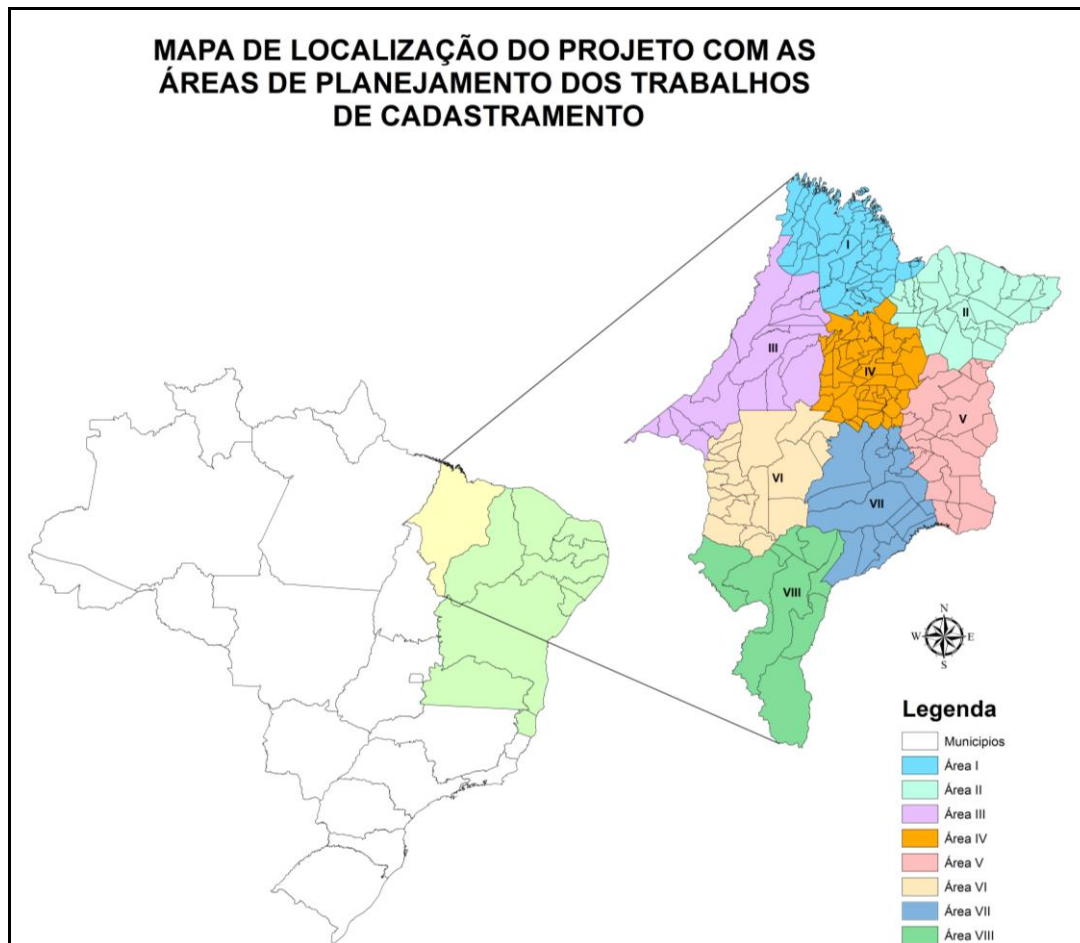 MAPA DE LOCALIZAÇÃO DO PROJETO COM AS
ÁREAS DE PLANEJAMENTO DOS TRABALHOS
DE CADASTRAMENTO
I
II
III
IV
V
VI
VII
VIII
N
W
E
S
Legenda
Municipios
Área I
Área II
Área III
Área IV
Área V
Área VI
Área VII
Área VIII